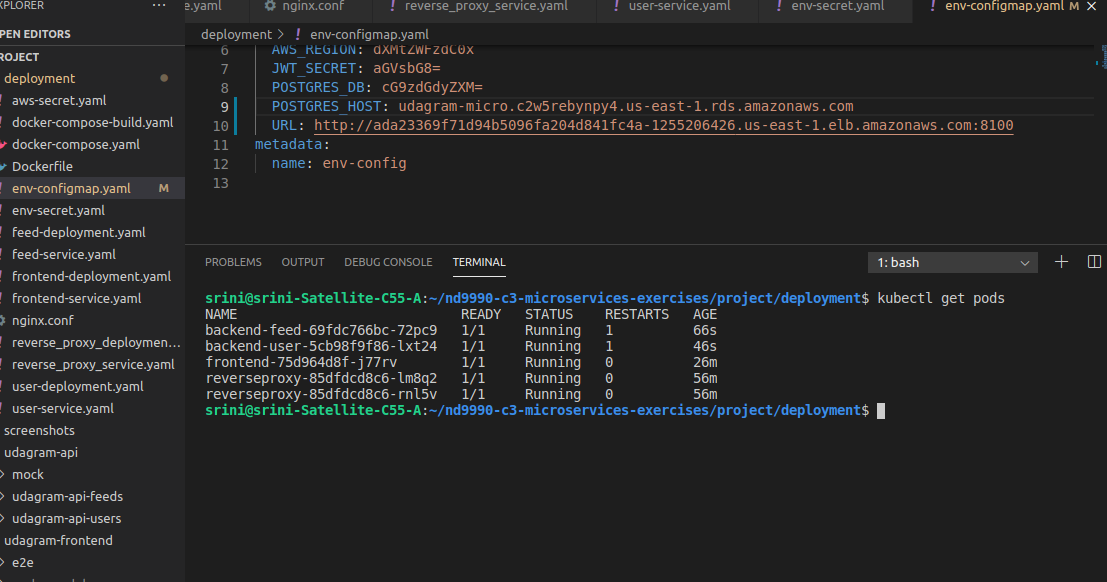 XPLORER
e.yaml
nginx.conf
reverse_proxy_service.yaml
user-service.yaml
env-secret.yaml
env-configmap.yaml M
PEN EDITORS
ROJECT
deployment
aws-secret.yaml
docker-compose-build.yaml
docker-compose.yaml
Dockerfile
env-configmap.yaml M
env-secret.yaml
feed-deployment.yaml
feed-service.yaml
frontend-deployment.yaml
frontend-service.yaml
nginx.conf
reverse_proxy_deploymen...
reverse_proxy_service.yaml
user-deployment.yaml
user-service.yaml
screenshots
udagram-api
mock
udagram-api-feeds
udagram-api-users
udagram-frontend
e2e
deployment > ! env-configmap.yaml
6 AWS_REGION: dXMtZWFzdC0x
7 JWT_SECRET: aGVsbG8=
8 POSTGRES_DB: cG9zdGdyZXM=
9 POSTGRES_HOST: udagram-micro.c2w5rebynpy4.us-east-1.rds.amazonaws.com
10 URL: http://ada23369f71d94b5096fa204d841fc4a-1255206426.us-east-1.elb.amazonaws.com:8100
11 metadata:
12 name: env-config
13
PROBLEMS OUTPUT DEBUG CONSOLE TERMINAL 1: bash
srini@srini-Satellite-C55-A:~/nd9990-c3-microservices-exercises/project/deployment$ kubectl get pods
NAME READY STATUS RESTARTS AGE
backend-feed-69fdc766bc-72pc9 1/1 Running 1 66s
backend-user-5cb98f9f86-lxt24 1/1 Running 1 46s
frontend-75d964d8f-j77rv 1/1 Running 0 26m
reverseproxy-85dfdcd8c6-lm8q2 1/1 Running 0 56m
reverseproxy-85dfdcd8c6-rnl5v 1/1 Running 0 56m
srini@srini-Satellite-C55-A:~/nd9990-c3-microservices-exercises/project/deployment$